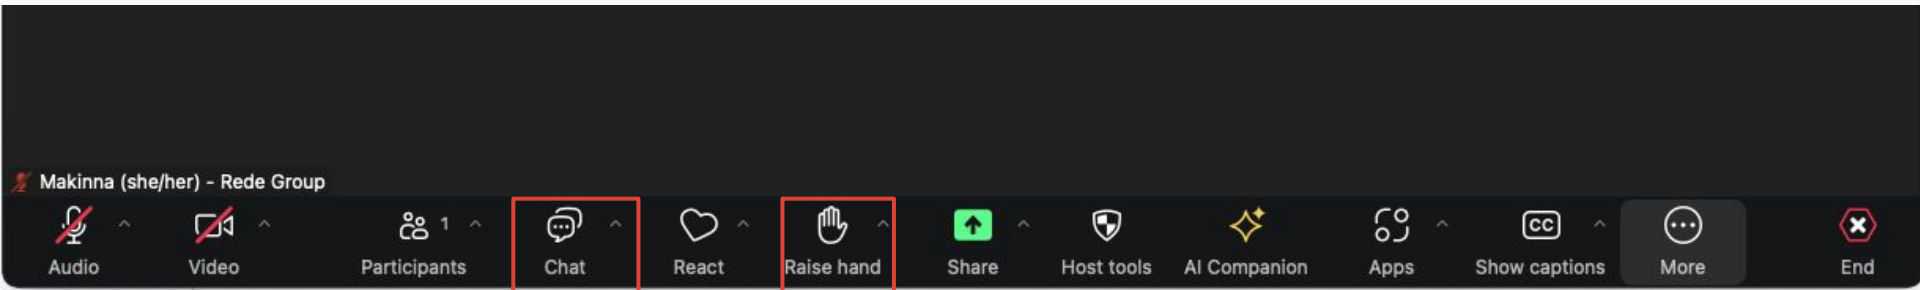 Makinna (she/her) - Rede Group
1
CC
Audio
Video
Participants
Chat
React
Raise hand
Share
Host tools
AI Companion
Apps
Show captions
More
End